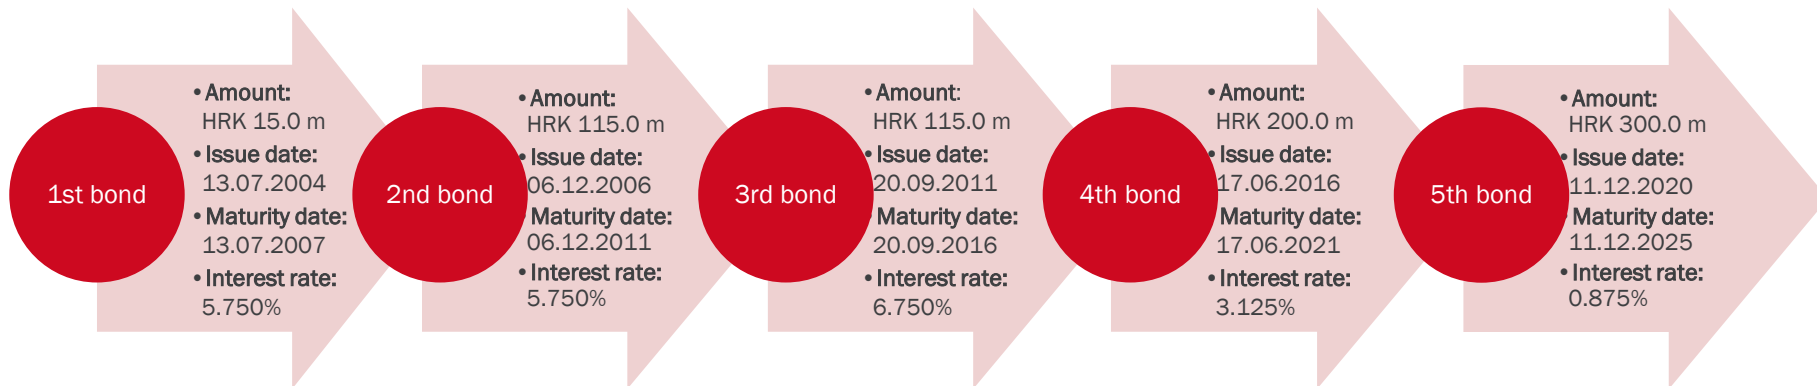 1st bond
• Amount:
HRK 15.0 m
• Issue date:
13.07.2004
• Maturity date:
13.07.2007
• Interest rate:
5.750%
2nd bond
• Amount:
HRK 115.0 m
• Issue date:
06.12.2006
• Maturity date:
06.12.2011
• Interest rate:
5.750%
3rd bond
• Amount:
HRK 115.0 m
• Issue date:
20.09.2011
• Maturity date:
20.09.2016
• Interest rate:
6.750%
4th bond
• Amount:
HRK 200.0 m
• Issue date:
17.06.2016
• Maturity date:
17.06.2021
• Interest rate:
3.125%
5th bond
• Amount:
HRK 300.0 m
• Issue date:
11.12.2020
• Maturity date:
11.12.2025
• Interest rate:
0.875%